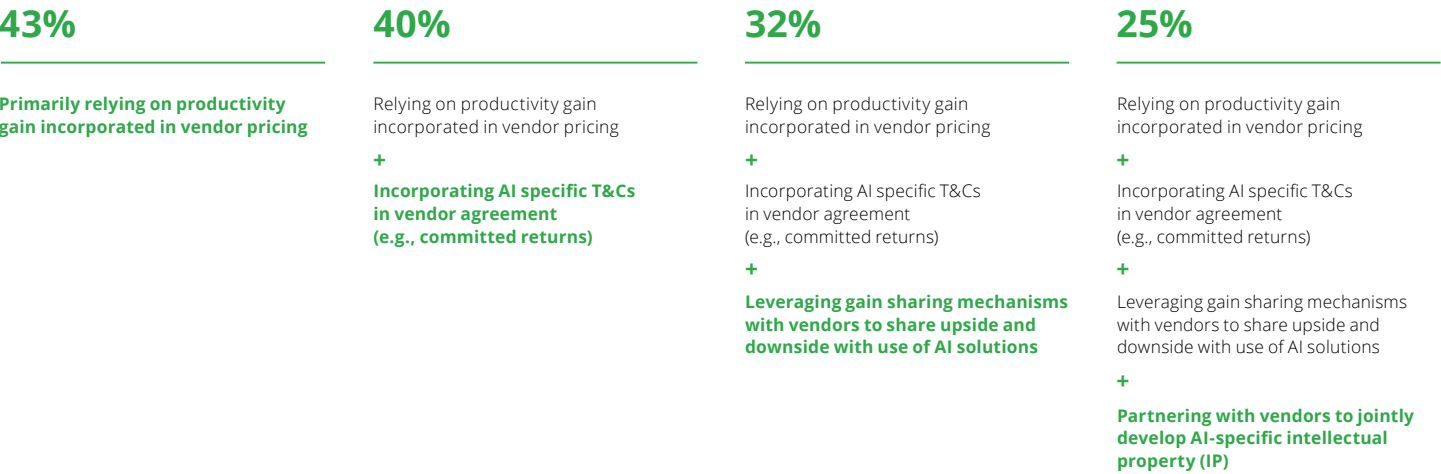 43%
Primarily relying on productivity
gain incorporated in vendor pricing
40%
Relying on productivity gain
incorporated in vendor pricing
+
Incorporating AI specific T&Cs
in vendor agreement
(e.g., committed returns)
32%
Relying on productivity gain
incorporated in vendor pricing
+
Incorporating AI specific T&Cs
in vendor agreement
(e.g., committed returns)
+
Leveraging gain sharing mechanisms
with vendors to share upside and
downside with use of AI solutions
25%
Relying on productivity gain
incorporated in vendor pricing
+
Incorporating AI specific T&Cs
in vendor agreement
(e.g., committed returns)
+
Leveraging gain sharing mechanisms
with vendors to share upside and
downside with use of AI solutions
+
Partnering with vendors to jointly
develop AI-specific intellectual
property (IP)